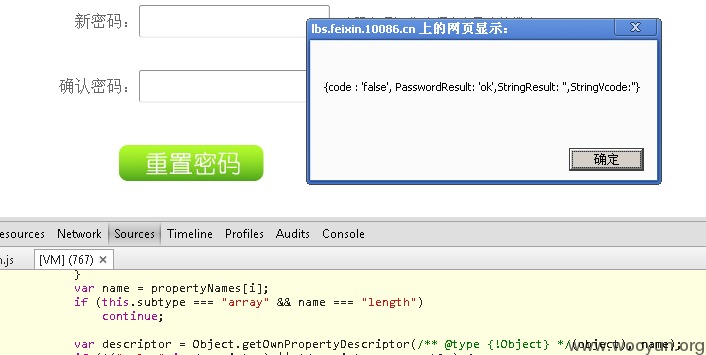 新密码：
lbs.feixin.10086.cn 上的网页显示：
确认密码：
{code : 'false', PasswordResult: 'ok',StringResult: '',StringVcode:''}
确定
重置密码
esources Network Sources Timeline Profiles Audits Console
n.js [VM] (767) ×
}
var name = propertyNames[i];
if (this.subtype === "array" && name === "length")
continue;
var descriptor = Object.getOwnPropertyDescriptor(/** @type {!Object} */(object), name);
www.wooyun.org